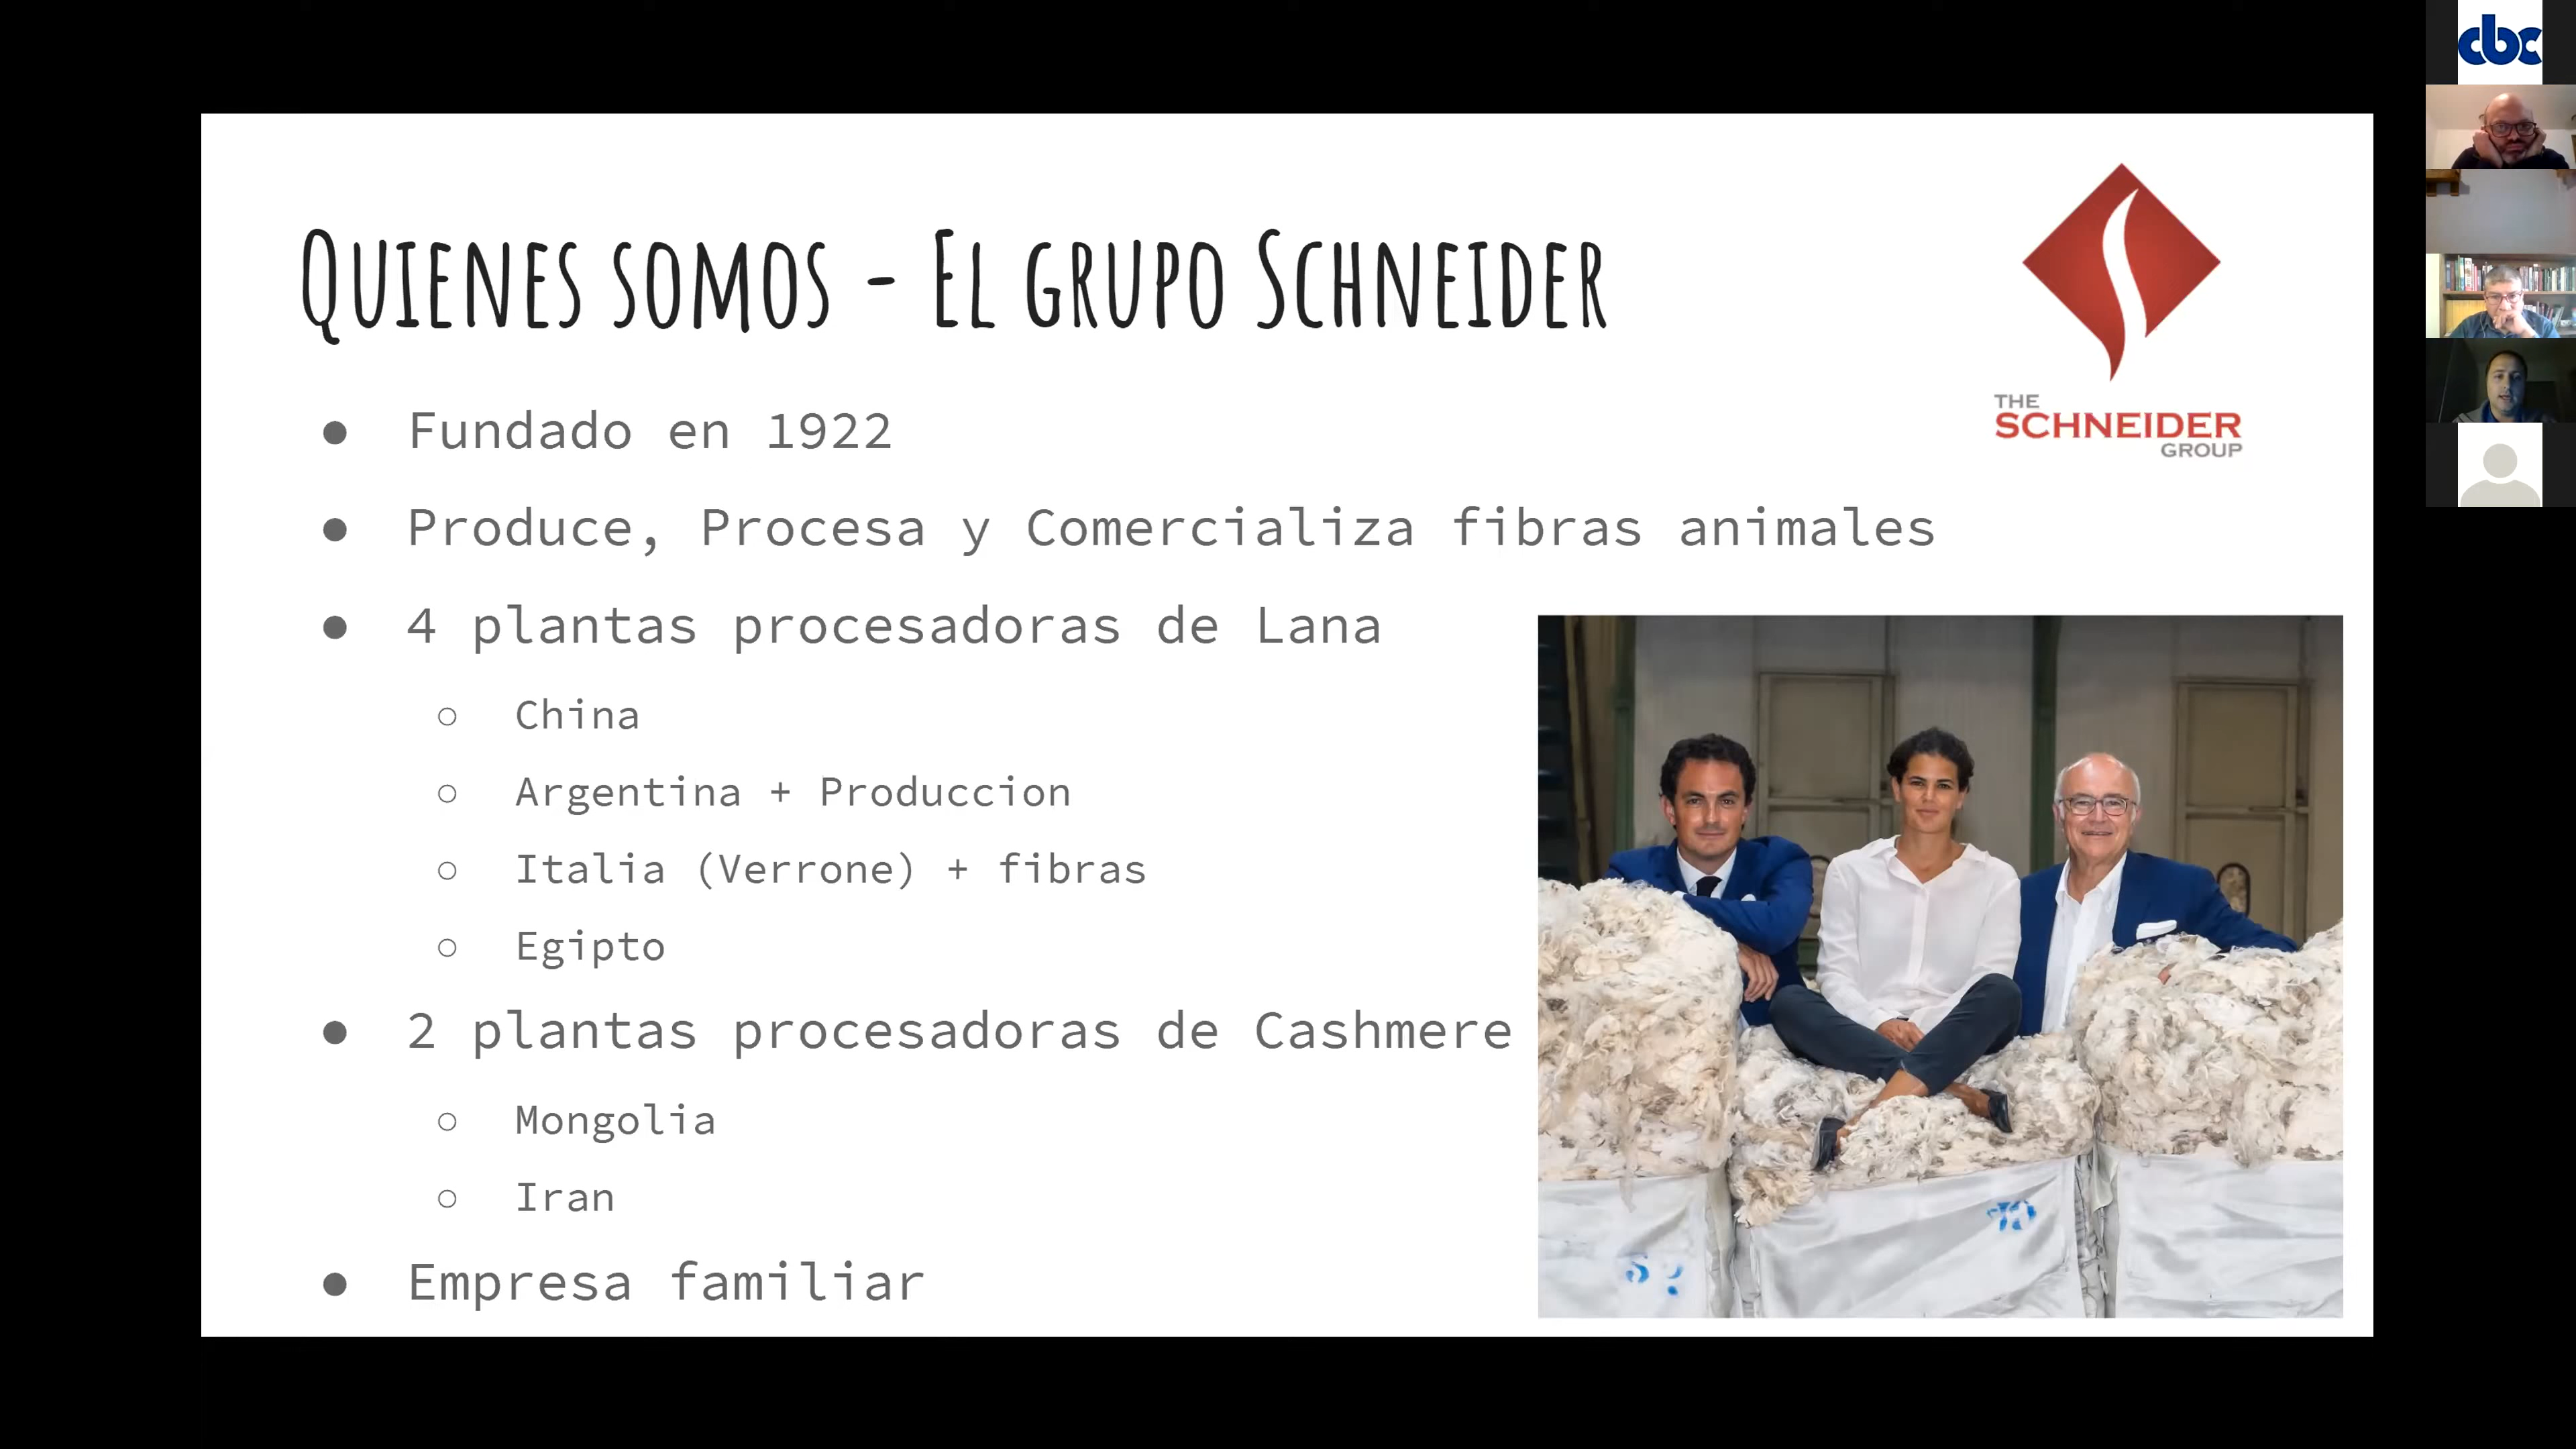 cbc
Quienes somos - El grupo Schneider
THE
SCHNEIDER
GROUP
● Fundado en 1922
● Produce, Procesa y Comercializa fibras animales
● 4 plantas procesadoras de Lana
○ China
○ Argentina + Produccion
○ Italia (Verrone) + fibras
○ Egipto
● 2 plantas procesadoras de Cashmere
○ Mongolia
○ Iran
● Empresa familiar